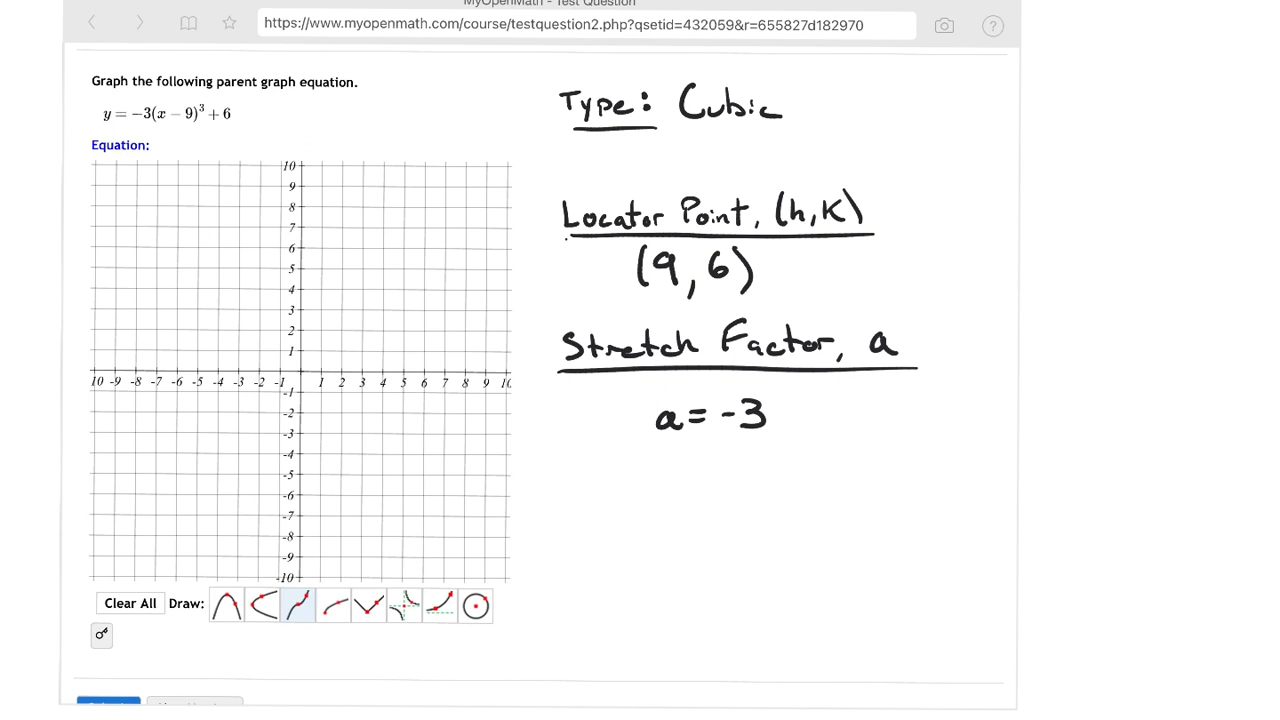 MyOpenMath - Test Question
https://www.myopenmath.com/course/testquestion2.php?qsetid=432059&r=655827d182970
?
Graph the following parent graph equation.
y = −3(x − 9)³ + 6
Equation:
10
9
8
7
6
5
4
3
2
1
10 -9 -8 -7 -6 -5 -4 -3 -2 -1 1 2 3 4 5 6 7 8 9 10
-1
-2
-3
-4
-5
-6
-7
-8
-9
-10
Clear All Draw:
Type: Cubic
Locator Point, (h,K)
(9,6)
Stretch Factor, a
a = -3